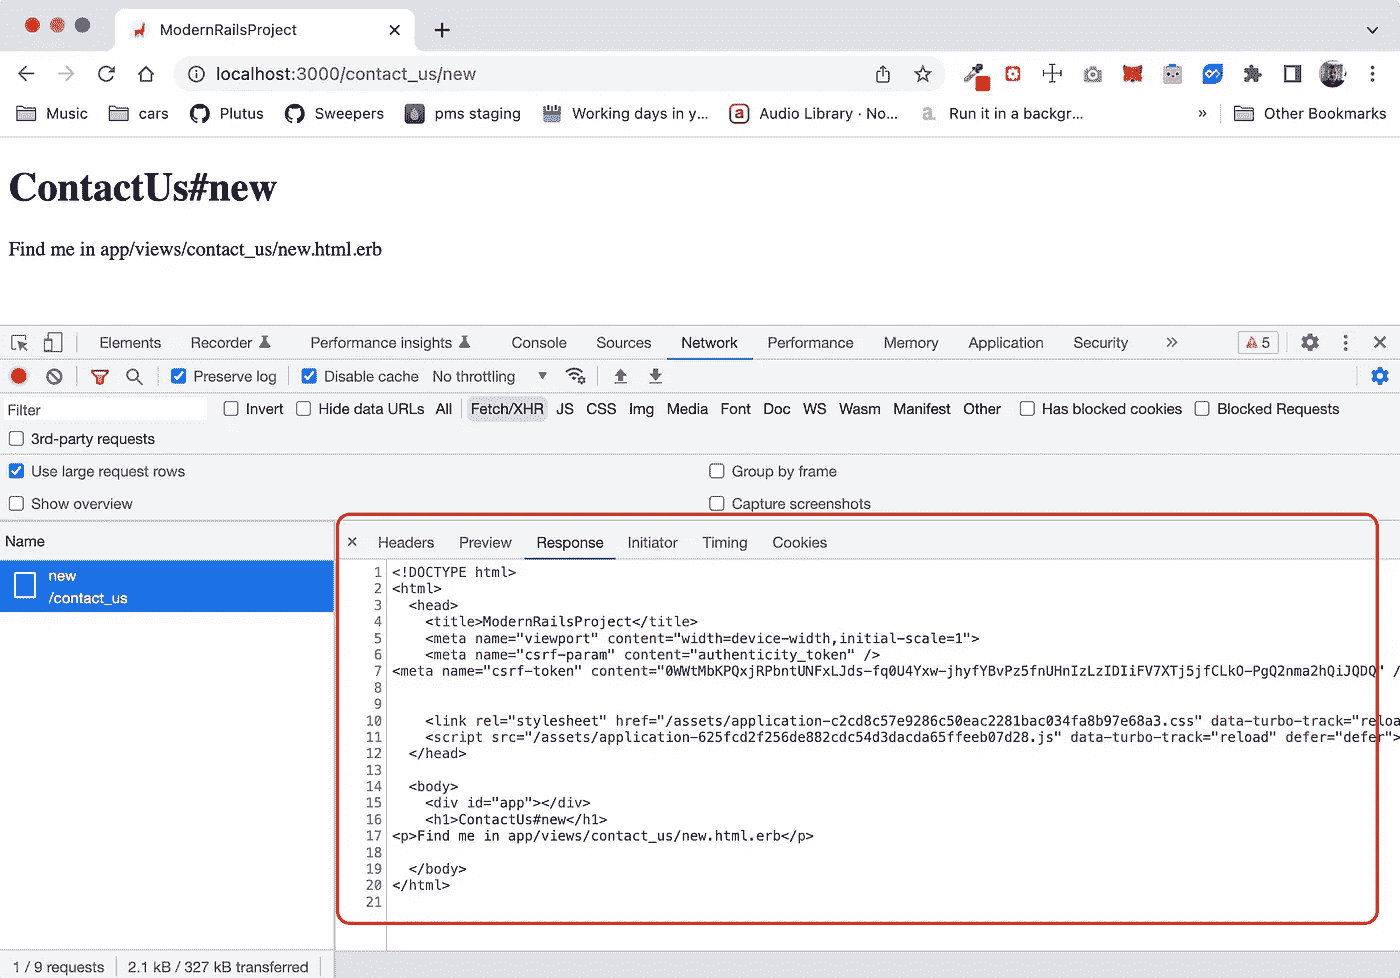 ModernRailsProject
localhost:3000/contact_us/new
Music cars Plutus Sweepers pms staging Working days in y... a Audio Library · No... a. Run it in a backgr... » Other Bookmarks
ContactUs#new
Find me in app/views/contact_us/new.html.erb
Elements Recorder Performance insights Console Sources Network Performance Memory Application Security » 5
Preserve log Disable cache No throttling
Filter Invert Hide data URLs All Fetch/XHR JS CSS Img Media Font Doc WS Wasm Manifest Other Has blocked cookies Blocked Requests
3rd-party requests
Use large request rows Group by frame
Show overview Capture screenshots
Name
new
/contact_us
Headers Preview Response Initiator Timing Cookies
1 <!DOCTYPE html>
2 <html>
3 <head>
4 <title>ModernRailsProject</title>
5 <meta name="viewport" content="width=device-width,initial-scale=1">
6 <meta name="csrf-param" content="authenticity_token" />
7 <meta name="csrf-token" content="0WWtMbKPQxjRPbntUNFxLJds-fq0U4Yxw-jhyfYBvPz5fnUHnIzLzIDIiFV7XTj5jfCLkO-PgQ2nma2hQiJQDQ" /
8
9
10 <link rel="stylesheet" href="/assets/application-c2cd8c57e9286c50eac2281bac034fa8b97e68a3.css" data-turbo-track="reloa
11 <script src="/assets/application-625fcd2f256de882cdc54d3dacda65ffeeb07d28.js" data-turbo-track="reload" defer="defer">
12 </head>
13
14 <body>
15 <div id="app"></div>
16 <h1>ContactUs#new</h1>
17 <p>Find me in app/views/contact_us/new.html.erb</p>
18
19 </body>
20 </html>
21
1 / 9 requests 2.1 kB / 327 kB transferred